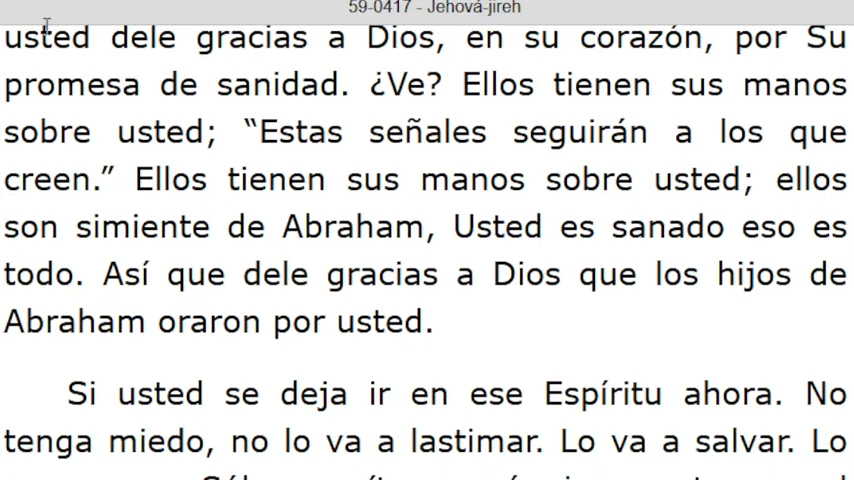 59-0417 - Jehová-jireh
usted dele gracias a Dios, en su corazón, por Su
promesa de sanidad. ¿Ve? Ellos tienen sus manos
sobre usted; “Estas señales seguirán a los que
creen.” Ellos tienen sus manos sobre usted; ellos
son simiente de Abraham, Usted es sanado eso es
todo. Así que dele gracias a Dios que los hijos de
Abraham oraron por usted.
Si usted se deja ir en ese Espíritu ahora. No
tenga miedo, no lo va a lastimar. Lo va a salvar. Lo